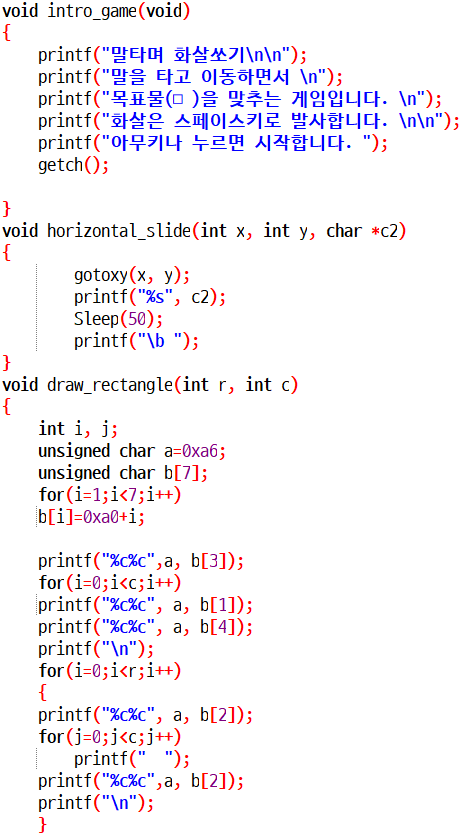 void intro_game(void)
{
    printf("말타며 화살쏘기\n\n");
    printf("말을 타고 이동하면서 \n");
    printf("목표물(□ )을 맞추는 게임입니다. \n");
    printf("화살은 스페이스키로 발사합니다. \n\n");
    printf("아무키나 누르면 시작합니다. ");
    getch();

}
void horizontal_slide(int x, int y, char *c2)
{
        gotoxy(x, y);
        printf("%s", c2);
        Sleep(50);
        printf("\b ");
}
void draw_rectangle(int r, int c)
{
    int i, j;
    unsigned char a=0xa6;
    unsigned char b[7];
    for(i=1;i<7;i++)
    b[i]=0xa0+i;

    printf("%c%c",a, b[3]);
    for(i=0;i<c;i++)
    printf("%c%c", a, b[1]);
    printf("%c%c", a, b[4]);
    printf("\n");
    for(i=0;i<r;i++)
    {
    printf("%c%c", a, b[2]);
    for(j=0;j<c;j++)
        printf("  ");
    printf("%c%c",a, b[2]);
    printf("\n");
    }